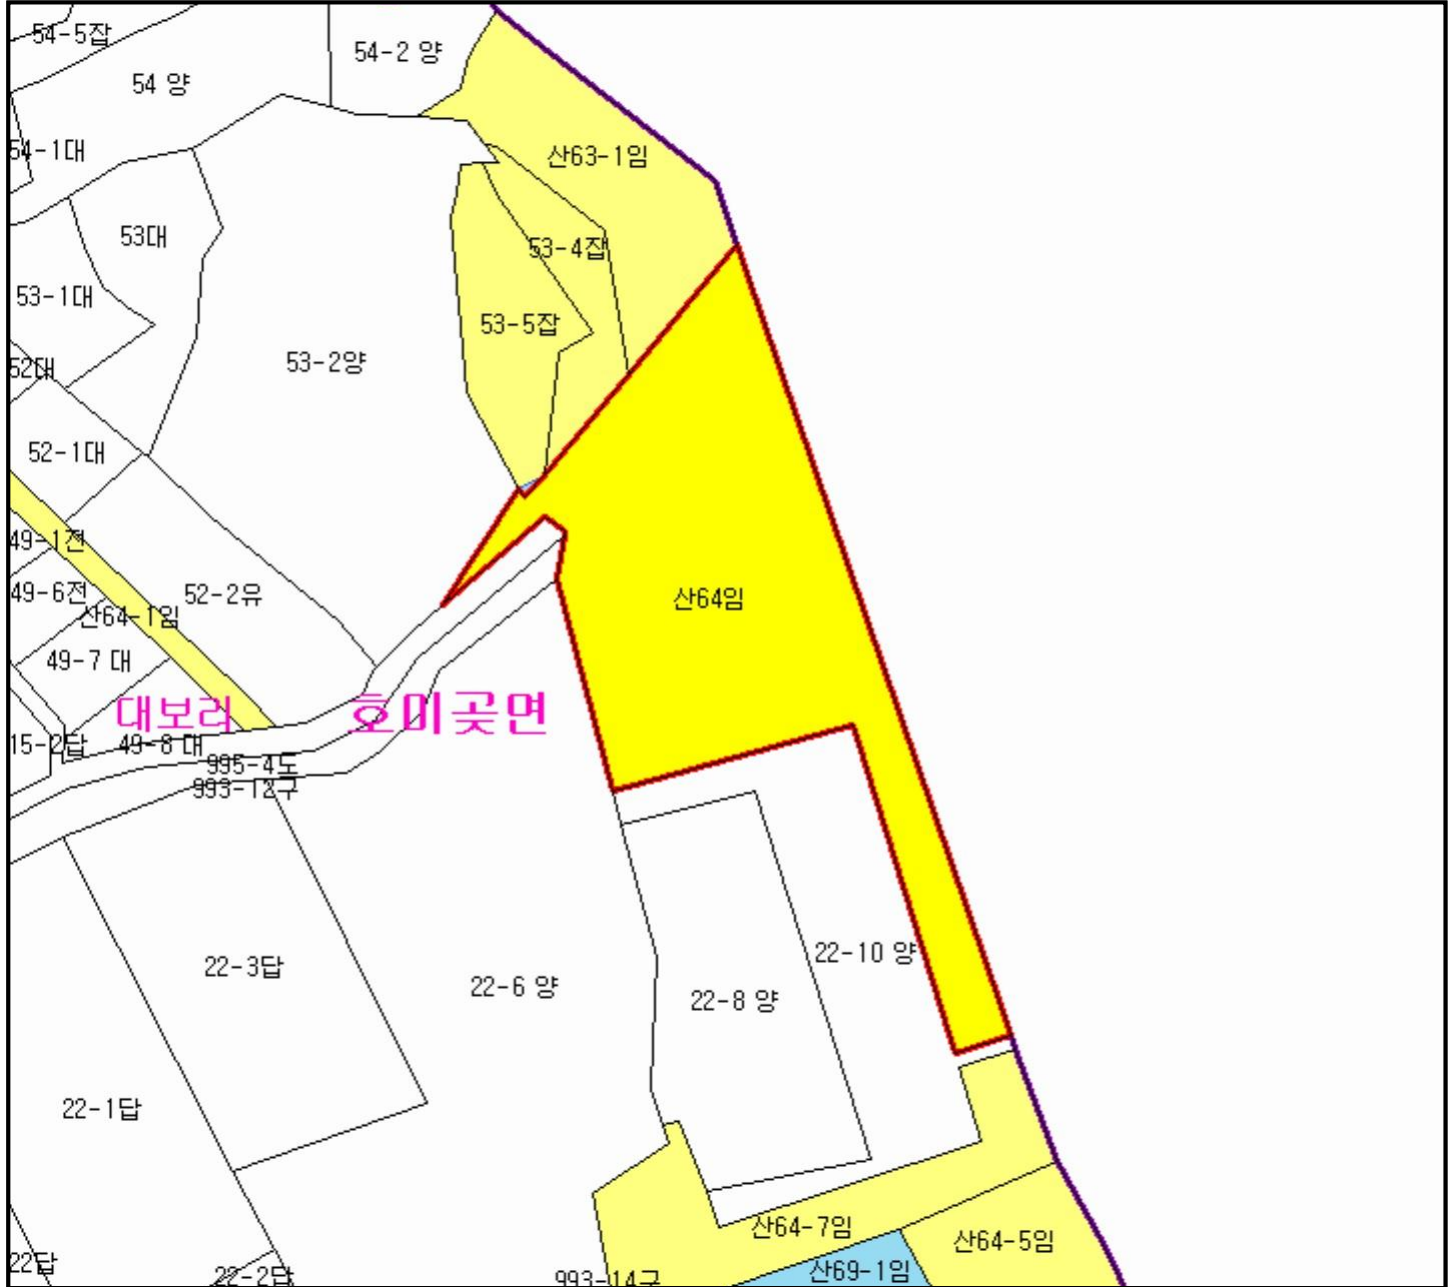 54-5잡
54-2 양
54 양
54-1대
산63-1임
53대
53-4잡
53-1대
53-5잡
53-2양
52대
52-1대
49-1전
49-6전
52-2유
산64임
산64-1임
49-7 대
대보리
호미곶면
15-2답
49-8 대
995-4도
993-12구
22-10 양
22-3답
22-6 양
22-8 양
22-1답
산64-7임
산64-5임
22답
22-2답
993-14구
산69-1임